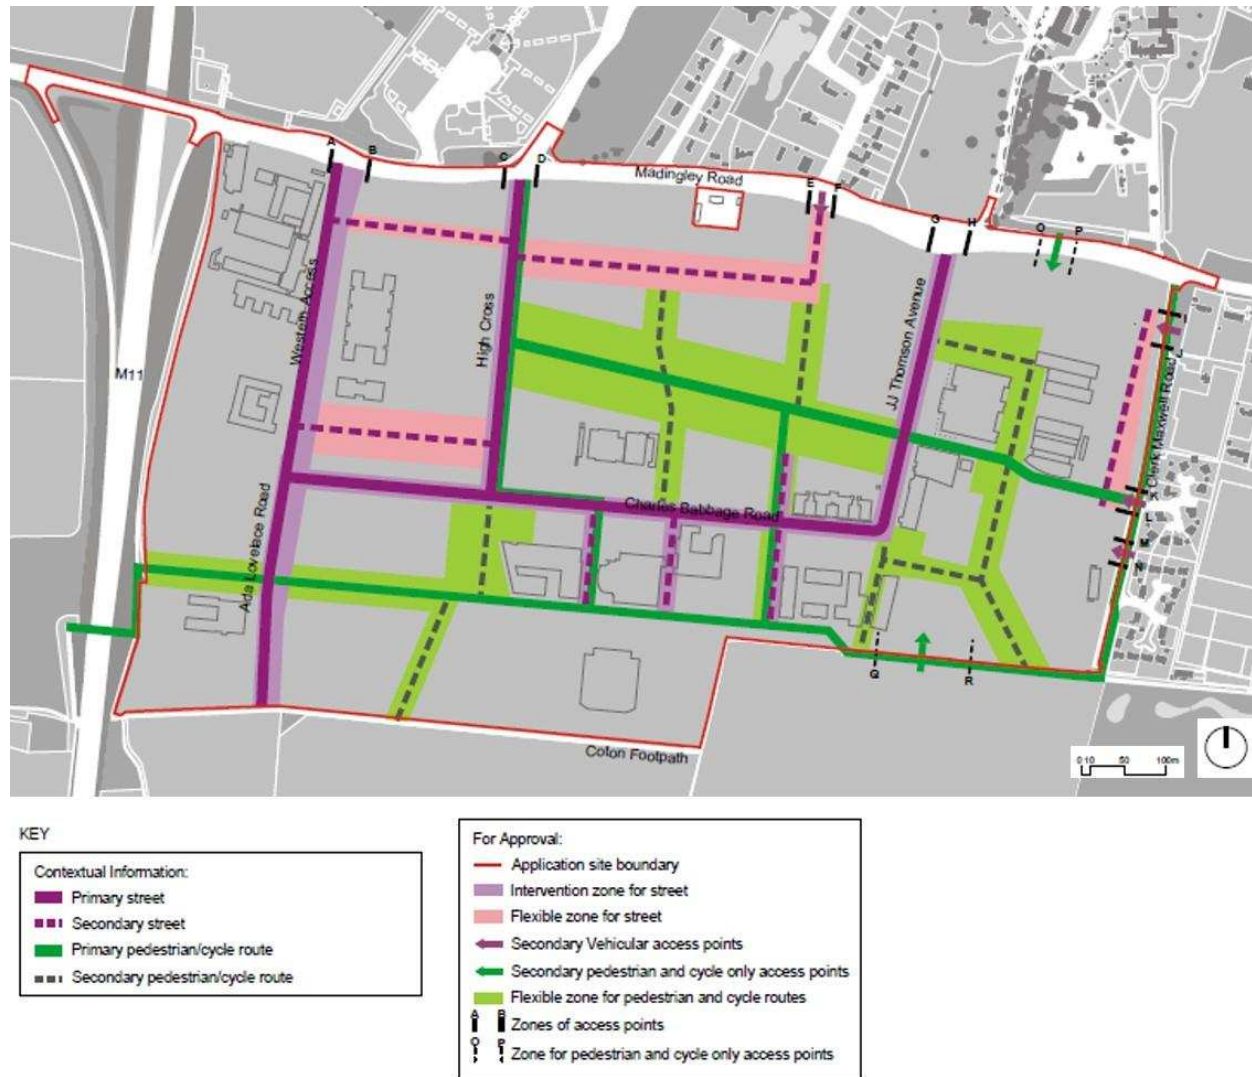 A
B
C
D
Madingley Road
E
F
G
H
O
P
Western Access
High Cross
JJ Thomson Avenue
J
Clerk Maxwell Road
M11
K
L
Charles Babbage Road
M
N
Ada Lovelace Road
Q
R
Coton Footpath
0 10 50 100m
KEY
Contextual Information:
Primary street
Secondary street
Primary pedestrian/cycle route
Secondary pedestrian/cycle route
For Approval:
Application site boundary
Intervention zone for street
Flexible zone for street
Secondary Vehicular access points
Secondary pedestrian and cycle only access points
Flexible zone for pedestrian and cycle routes
A B
Zones of access points
O P
Zone for pedestrian and cycle only access points